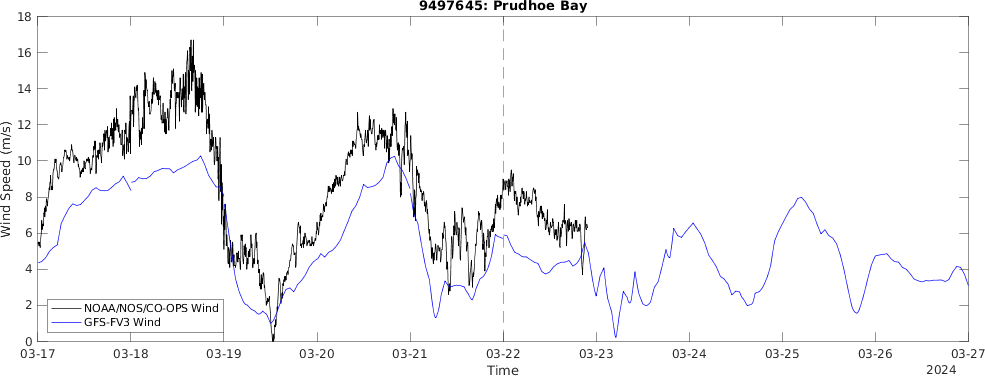 9497645: Prudhoe Bay
18
16
14
12
10
8
6
4
2
0
Wind Speed (m/s)
NOAA/NOS/CO-OPS Wind
GFS-FV3 Wind
03-17 03-18 03-19 03-20 03-21 03-22 03-23 03-24 03-25 03-26 03-27
Time
2024